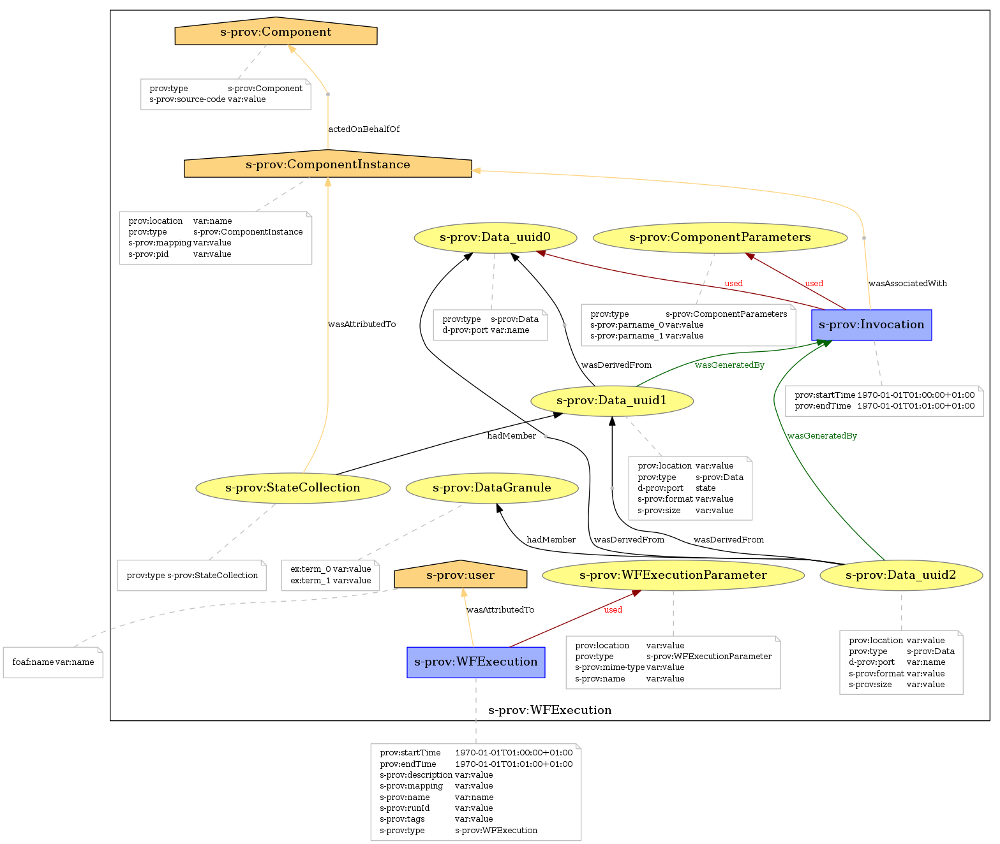 s-prov:Component
prov:type s-prov:Component
s-prov:source-code var:value
actedOnBehalfOf
s-prov:ComponentInstance
prov:location var:name
prov:type s-prov:ComponentInstance
s-prov:mapping var:value
s-prov:pid var:value
s-prov:Data_uuid0
s-prov:ComponentParameters
used
used
wasAssociatedWith
prov:type s-prov:Data
d-prov:port var:name
prov:type s-prov:ComponentParameters
s-prov:parname_0 var:value
s-prov:parname_1 var:value
s-prov:Invocation
wasAttributedTo
wasDerivedFrom
wasGeneratedBy
prov:startTime 1970-01-01T01:00:00+01:00
prov:endTime 1970-01-01T01:01:00+01:00
s-prov:Data_uuid1
hadMember
wasGeneratedBy
prov:location var:value
prov:type s-prov:Data
d-prov:port state
s-prov:format var:value
s-prov:size var:value
s-prov:StateCollection
s-prov:DataGranule
hadMember
wasDerivedFrom
wasDerivedFrom
prov:type s-prov:StateCollection
ex:term_0 var:value
ex:term_1 var:value
s-prov:user
s-prov:WFExecutionParameter
s-prov:Data_uuid2
wasAttributedTo
used
foaf:name var:name
s-prov:WFExecution
prov:location var:value
prov:type s-prov:WFExecutionParameter
s-prov:mime-type var:value
s-prov:name var:value
prov:location var:value
prov:type s-prov:Data
d-prov:port var:name
s-prov:format var:value
s-prov:size var:value
s-prov:WFExecution
prov:startTime 1970-01-01T01:00:00+01:00
prov:endTime 1970-01-01T01:01:00+01:00
s-prov:description var:value
s-prov:mapping var:value
s-prov:name var:name
s-prov:runId var:value
s-prov:tags var:value
s-prov:type s-prov:WFExecution